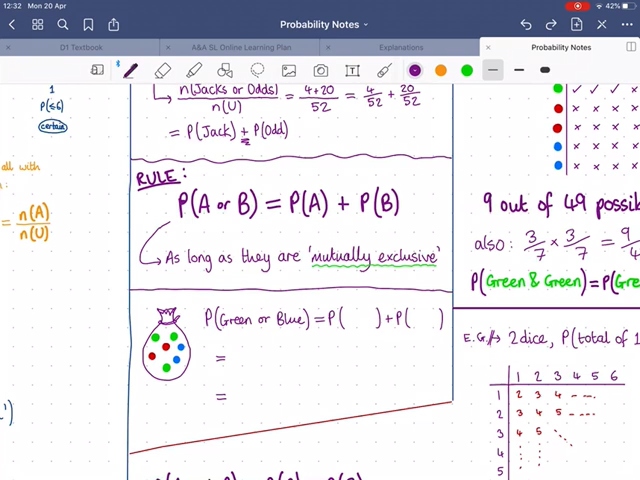 12:32 Mon 20 Apr
42%
Probability Notes
D1 Textbook
A&A SL Online Learning Plan
Explanations
Probability Notes
1
P(≤6)
certain
all with
= n(A)
n(U)
n(Jacks or Odds) = 4+20 = 4 + 20
n(U) 52 52 52
= P(Jack) + P(Odd)
RULE:
P(A or B) = P(A) + P(B)
As long as they are 'mutually exclusive'
P(Green or Blue) = P( ) + P( )
=
=
✓ ✓ ✓ x
x x x x
x x x x
x x x x
x x x x
9 out of 49 possi
also: 3/7 × 3/7 = 9/4
P(Green & Green) = P(Gre
E.G.// → 2 dice, P(total of 1
1 2 3 4 5 6
1 2 3 4
2 3 4 5
3 4 5
4
5